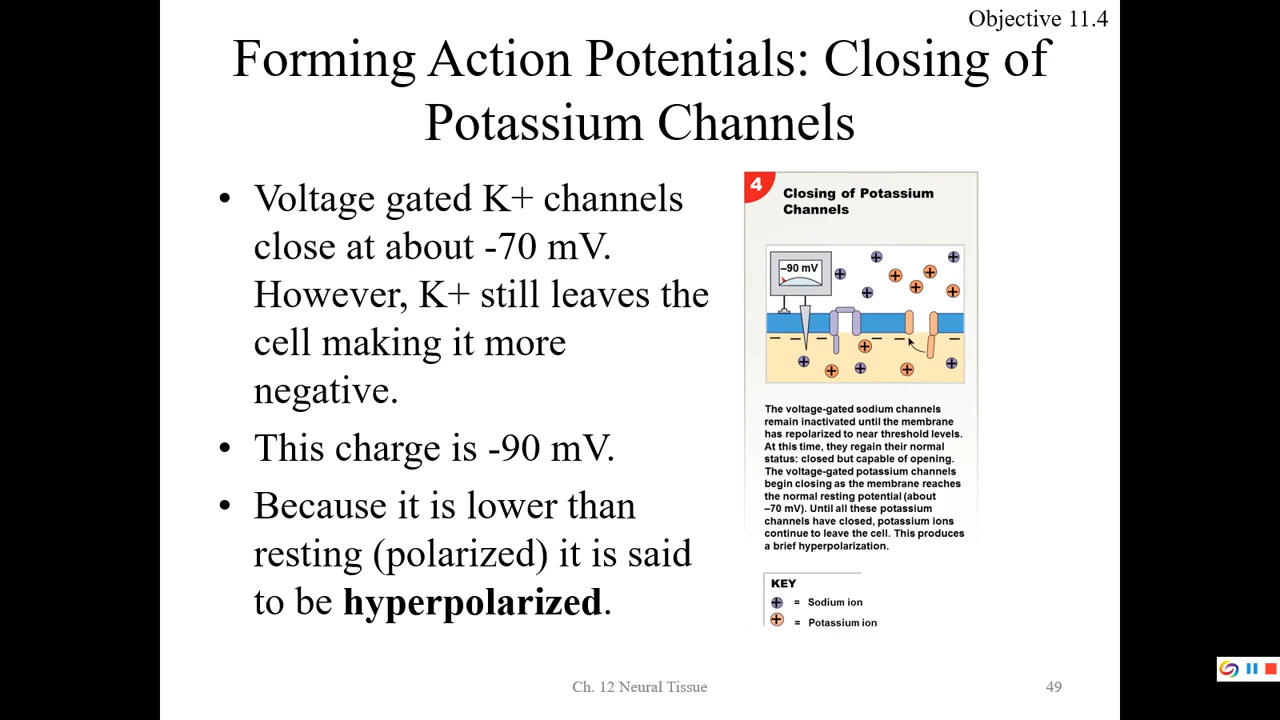 Objective 11.4
Forming Action Potentials: Closing of
Potassium Channels
• Voltage gated K+ channels
close at about -70 mV.
However, K+ still leaves the
cell making it more
negative.
• This charge is -90 mV.
• Because it is lower than
resting (polarized) it is said
to be hyperpolarized.
4
Closing of Potassium
Channels
–90 mV
The voltage-gated sodium channels
remain inactivated until the membrane
has repolarized to near threshold levels.
At this time, they regain their normal
status: closed but capable of opening.
The voltage-gated potassium channels
begin closing as the membrane reaches
the normal resting potential (about
–70 mV). Until all these potassium
channels have closed, potassium ions
continue to leave the cell. This produces
a brief hyperpolarization.
KEY
+ = Sodium ion
+ = Potassium ion
Ch. 12 Neural Tissue
49